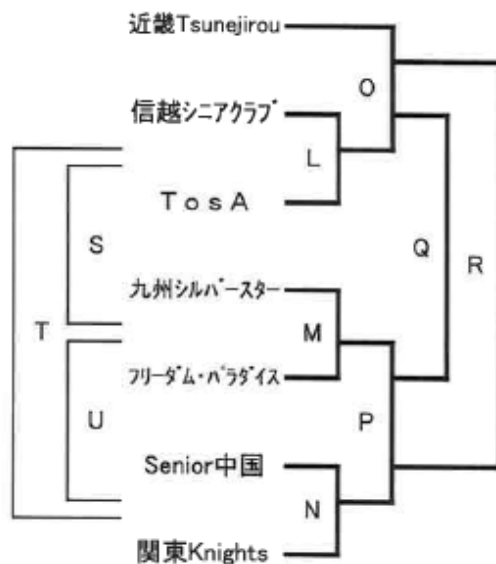 近畿Tsunejirou
O
信越シニアクラブ
L
TosA
S
Q
R
九州シルバースター
T
M
フリーダム・パラダイス
U
P
Senior中国
N
関東Knights